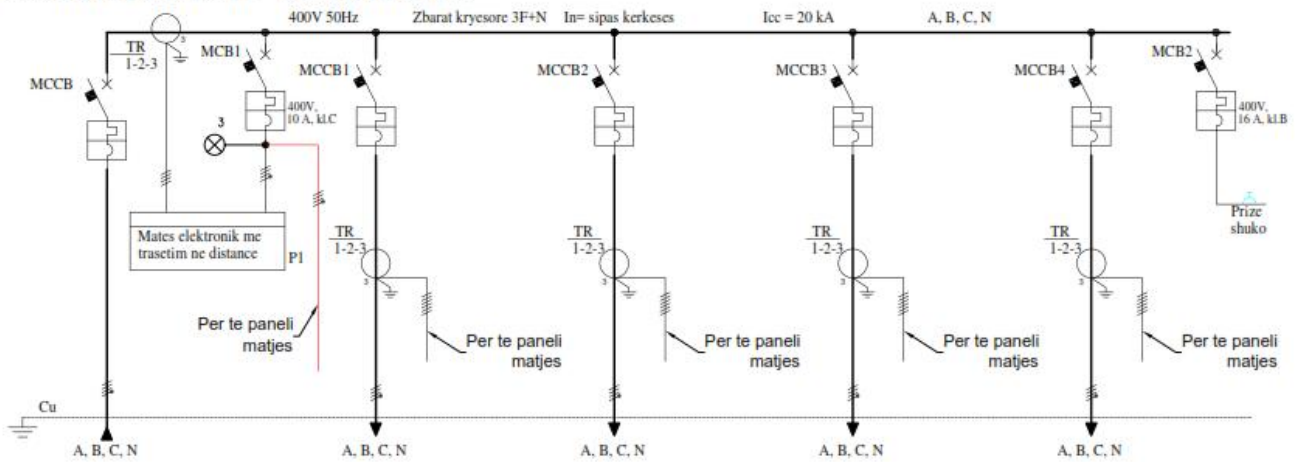 400V 50Hz Zbarat kryesore 3F+N In= sipas kerkeses Icc = 20 kA A, B, C, N
MCCB
TR
1-2-3
3
MCB1
400V,
10 A, kl.C
3
MCCB1
MCCB2
MCCB3
MCCB4
MCB2
400V,
16 A, kl.B
Prize
shuko
Mates elektronik me
trasetim ne distance
P1
TR
1-2-3
3
TR
1-2-3
3
TR
1-2-3
3
TR
1-2-3
3
Per te paneli
matjes
Per te paneli
matjes
Per te paneli
matjes
Per te paneli
matjes
Per te paneli
matjes
Cu
A, B, C, N
A, B, C, N
A, B, C, N
A, B, C, N
A, B, C, N